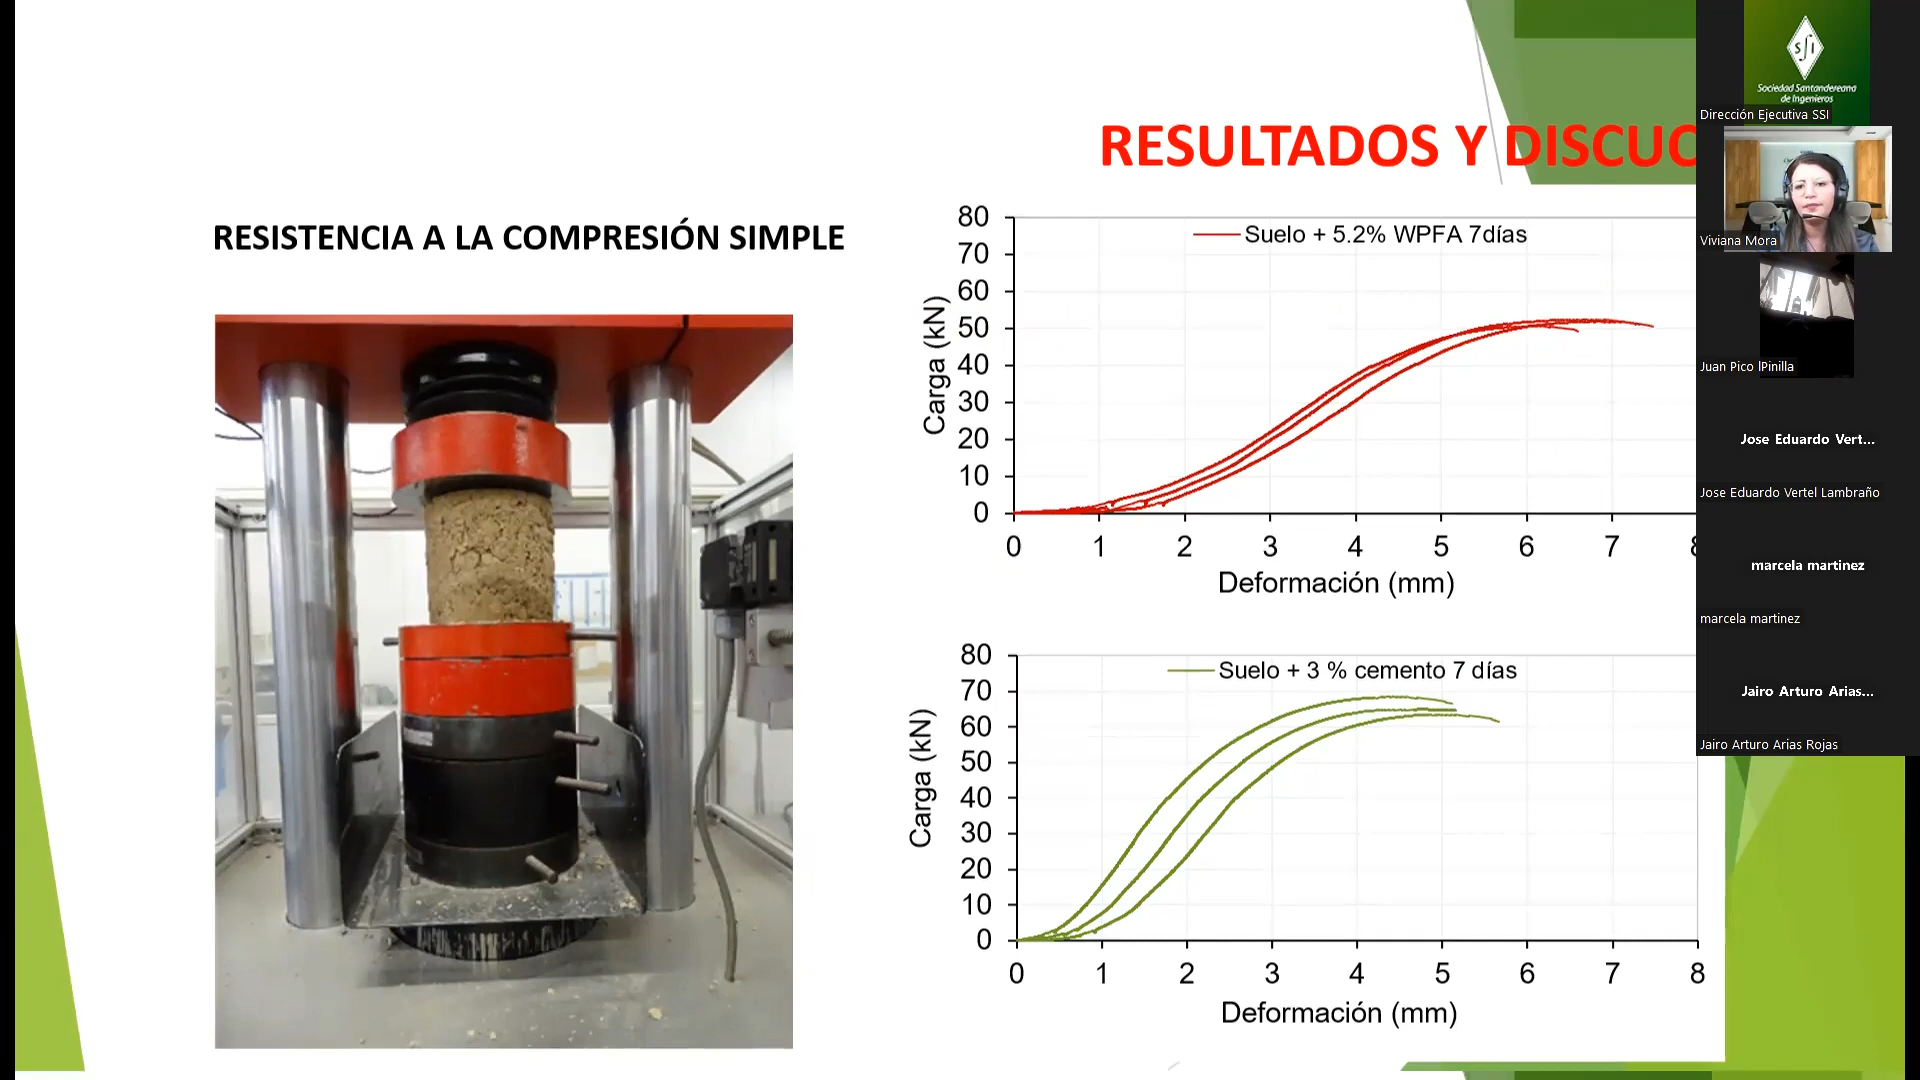 RESULTADOS Y DISCUC
RESISTENCIA A LA COMPRESIÓN SIMPLE
80
70
60
50
40
30
20
10
0
Carga (kN)
Suelo + 5.2% WPFA 7días
0 1 2 3 4 5 6 7 8
Deformación (mm)
80
70
60
50
40
30
20
10
0
Carga (kN)
Suelo + 3 % cemento 7 días
0 1 2 3 4 5 6 7 8
Deformación (mm)
SSI
Sociedad Santandereana
de Ingenieros
Dirección Ejecutiva SSI
Viviana Mora
Juan Pico lPinilla
Jose Eduardo Vert...
Jose Eduardo Vertel Lambraño
marcela martinez
marcela martinez
Jairo Arturo Arias...
Jairo Arturo Arias Rojas